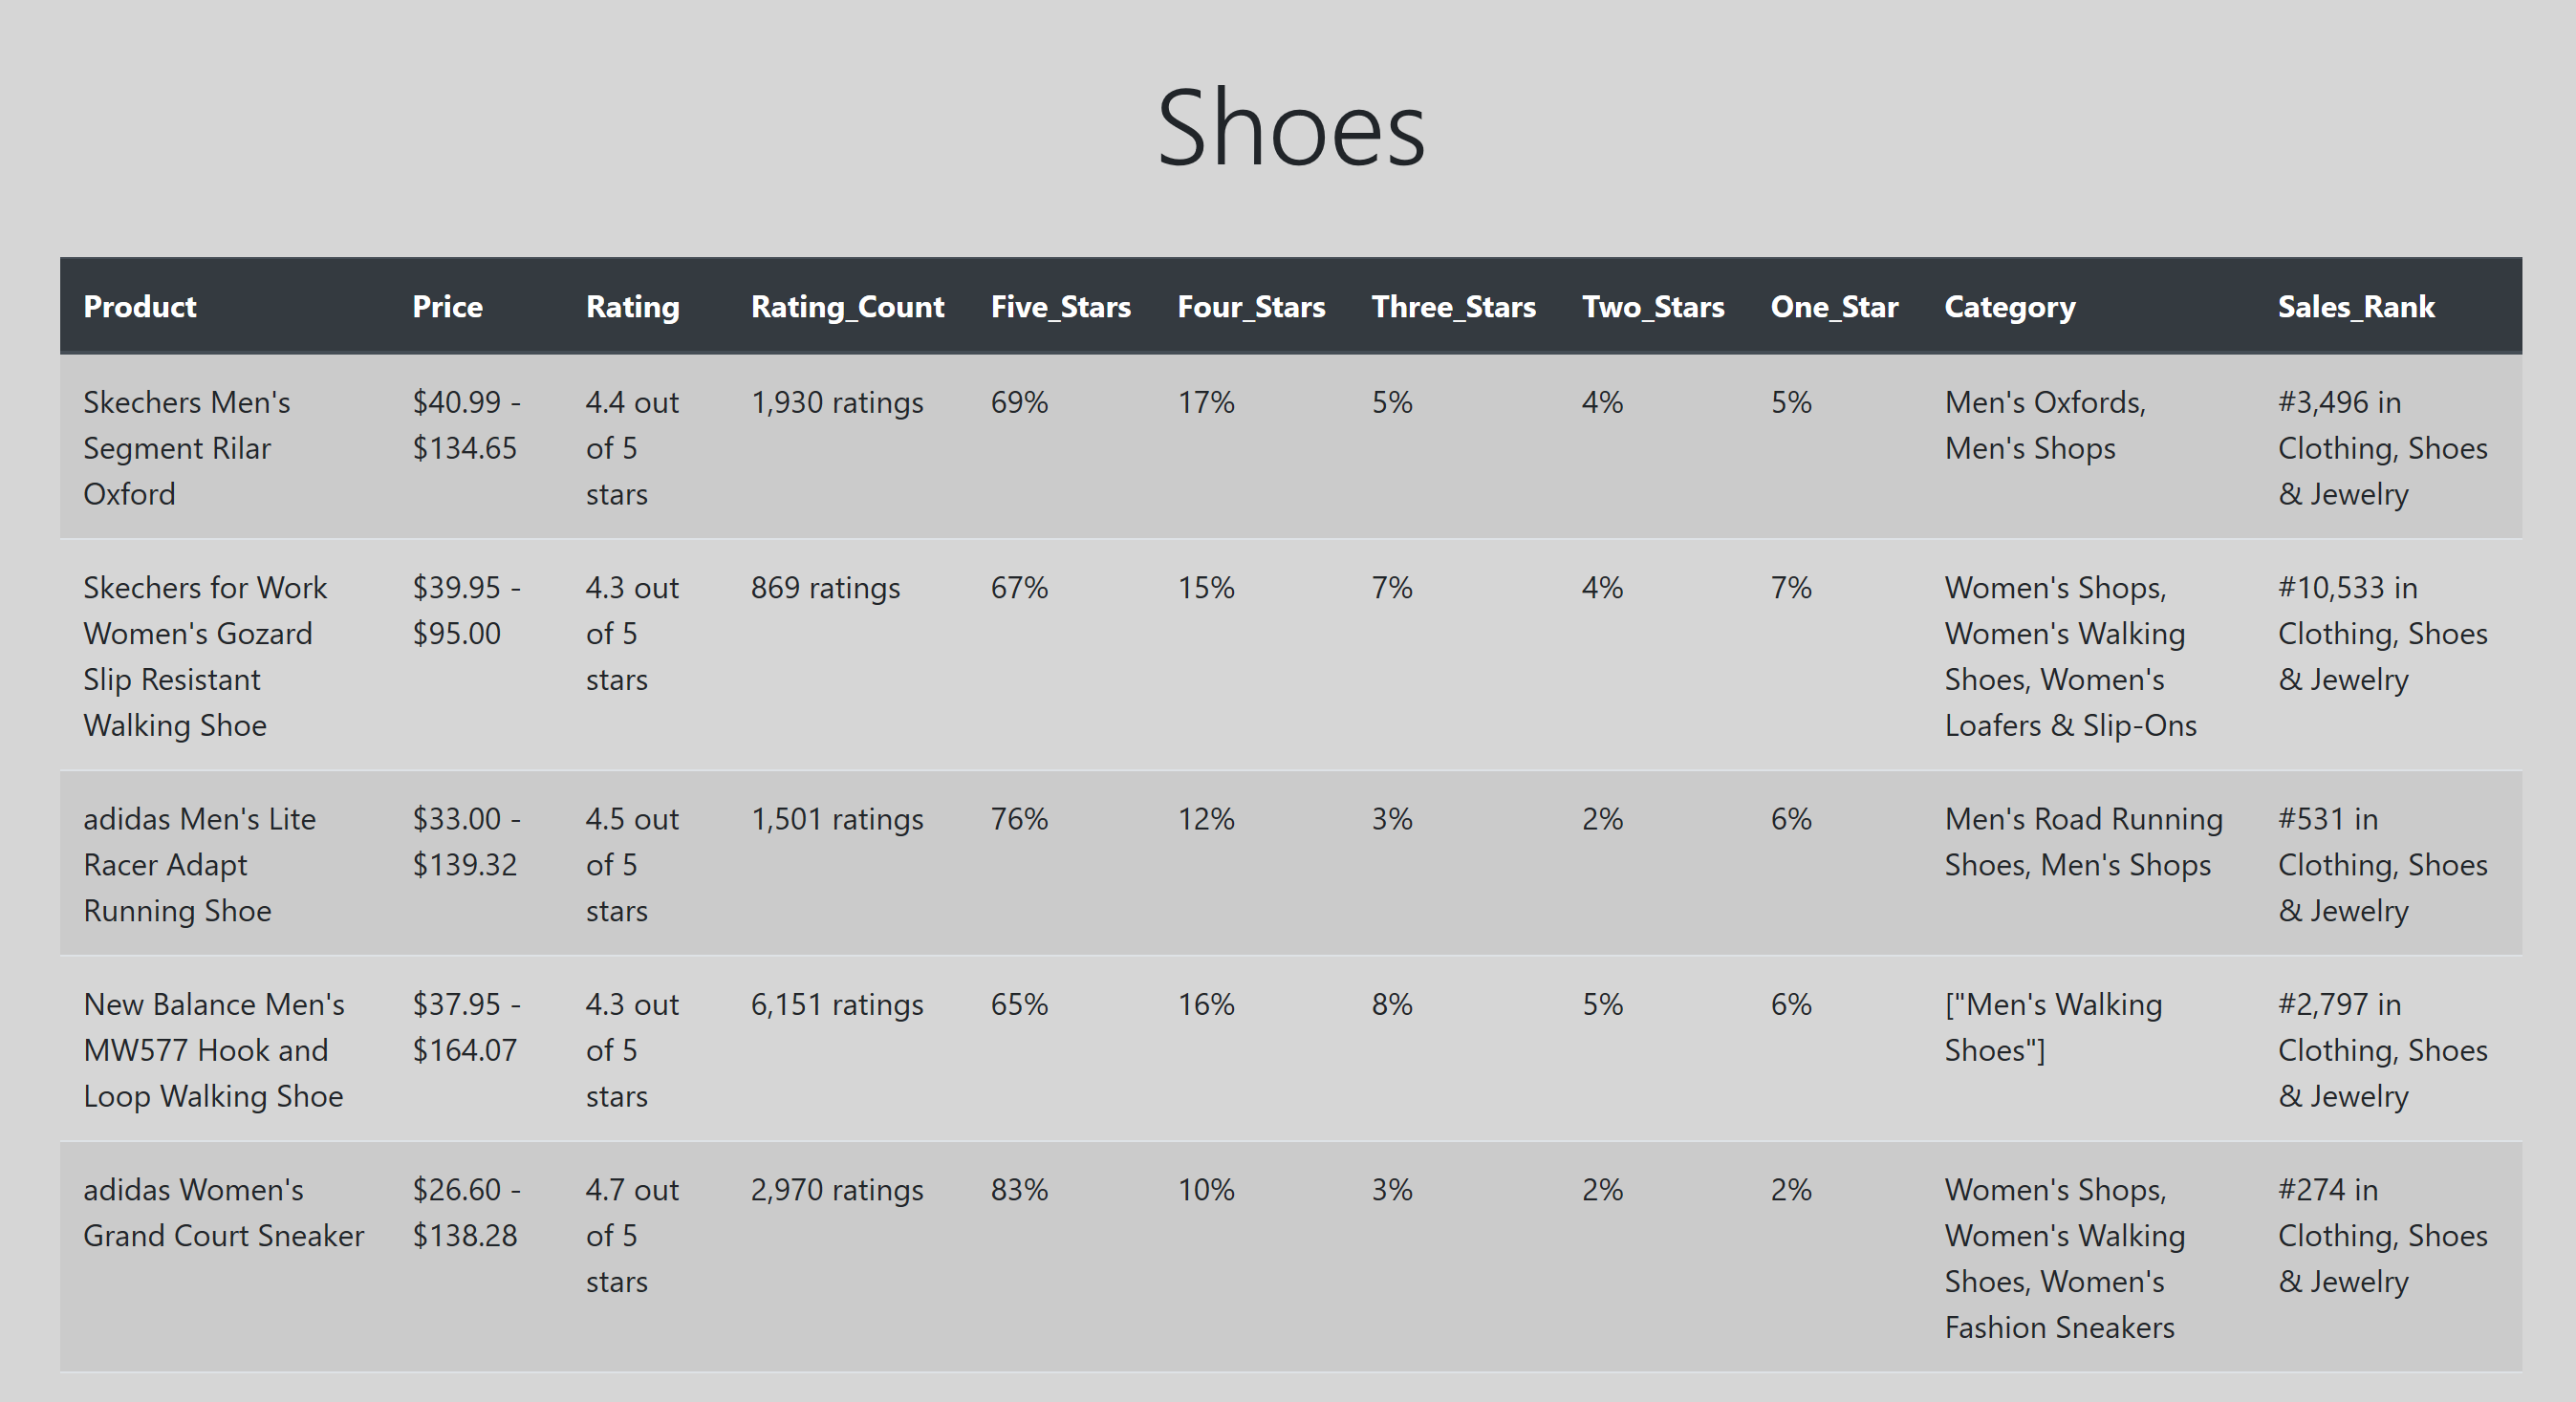 Shoes
Product Price Rating Rating_Count Five_Stars Four_Stars Three_Stars Two_Stars One_Star Category Sales_Rank
Skechers Men's $40.99 - 4.4 out 1,930 ratings 69% 17% 5% 4% 5% Men's Oxfords, #3,496 in
Segment Rilar $134.65 of 5 Men's Shops Clothing, Shoes
Oxford stars & Jewelry
Skechers for Work $39.95 - 4.3 out 869 ratings 67% 15% 7% 4% 7% Women's Shops, #10,533 in
Women's Gozard $95.00 of 5 Women's Walking Clothing, Shoes
Slip Resistant stars Shoes, Women's & Jewelry
Walking Shoe Loafers & Slip-Ons
adidas Men's Lite $33.00 - 4.5 out 1,501 ratings 76% 12% 3% 2% 6% Men's Road Running #531 in
Racer Adapt $139.32 of 5 Shoes, Men's Shops Clothing, Shoes
Running Shoe stars & Jewelry
New Balance Men's $37.95 - 4.3 out 6,151 ratings 65% 16% 8% 5% 6% ["Men's Walking #2,797 in
MW577 Hook and $164.07 of 5 Shoes"] Clothing, Shoes
Loop Walking Shoe stars & Jewelry
adidas Women's $26.60 - 4.7 out 2,970 ratings 83% 10% 3% 2% 2% Women's Shops, #274 in
Grand Court Sneaker $138.28 of 5 Women's Walking Clothing, Shoes
stars Shoes, Women's & Jewelry
Fashion Sneakers